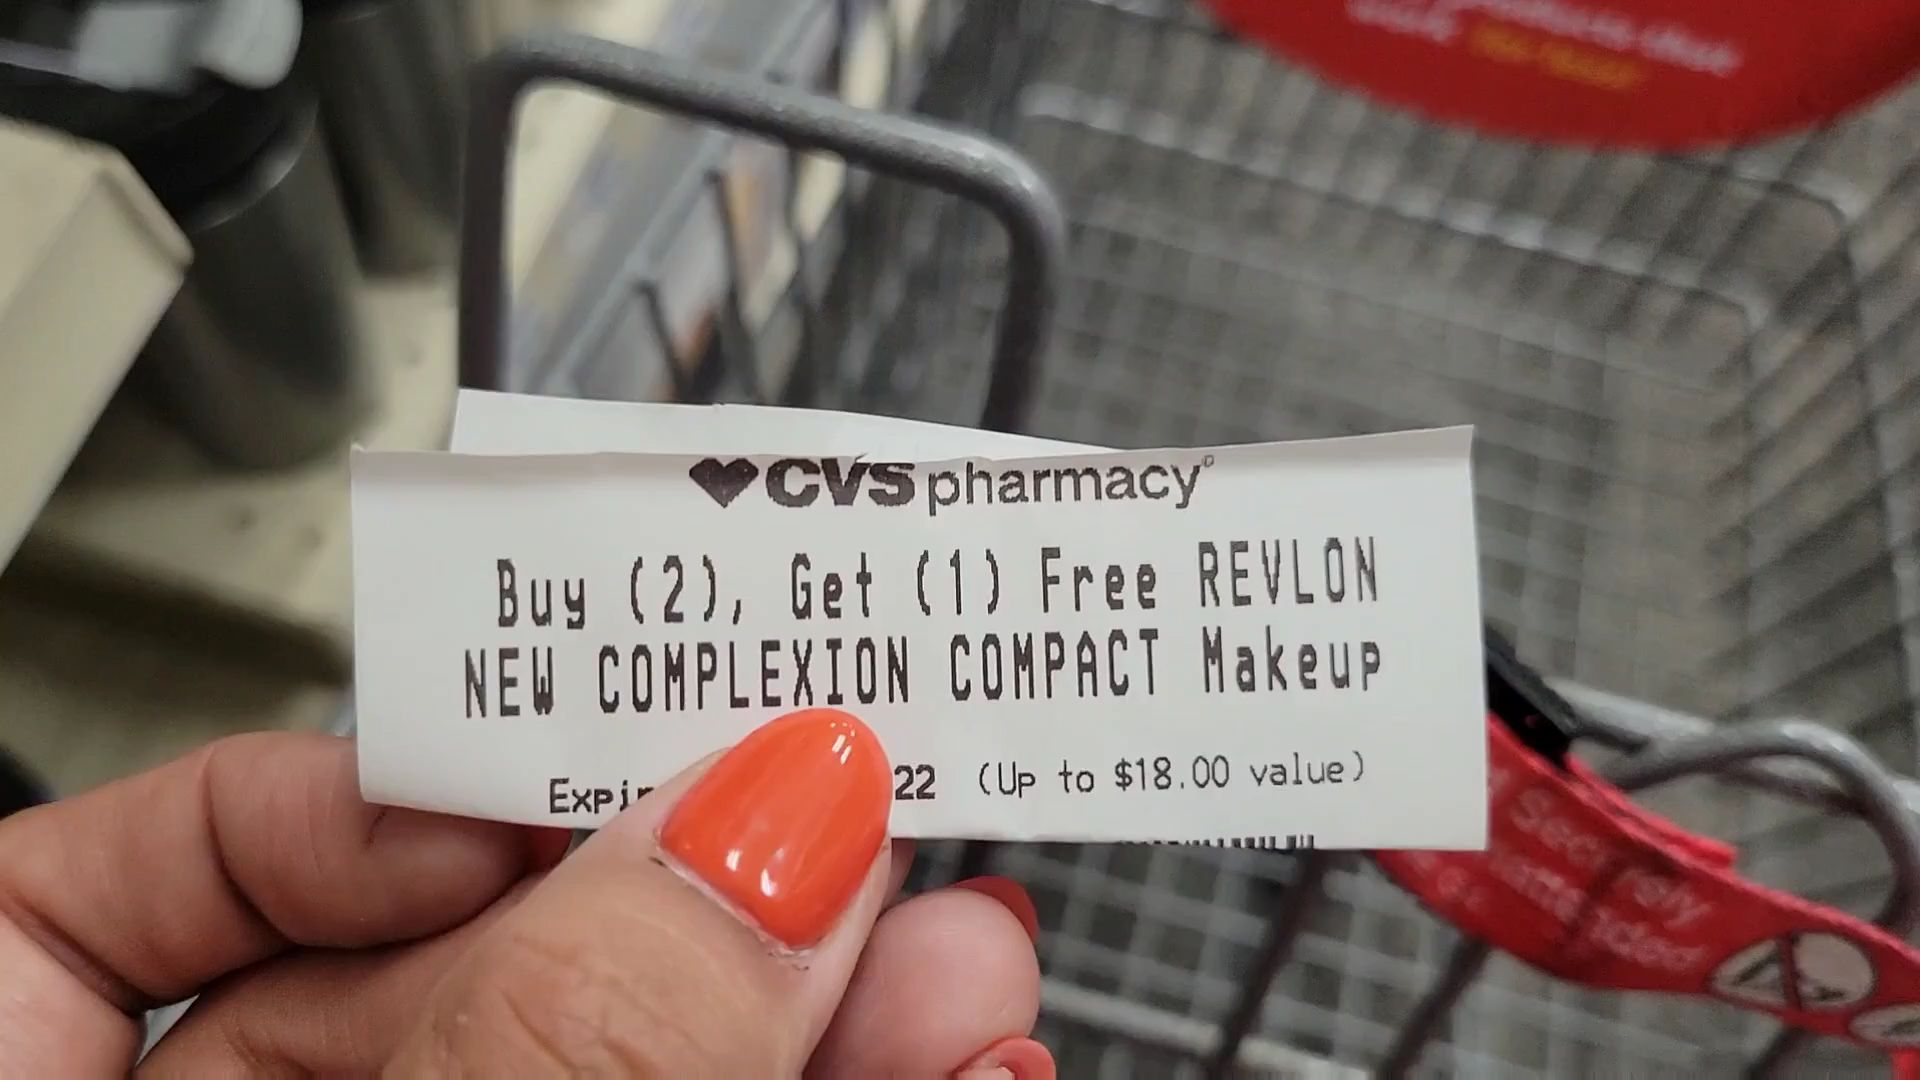 CVS pharmacy
Buy (2), Get (1) Free REVLON
NEW COMPLEXION COMPACT Makeup
22 (Up to $18.00 value)